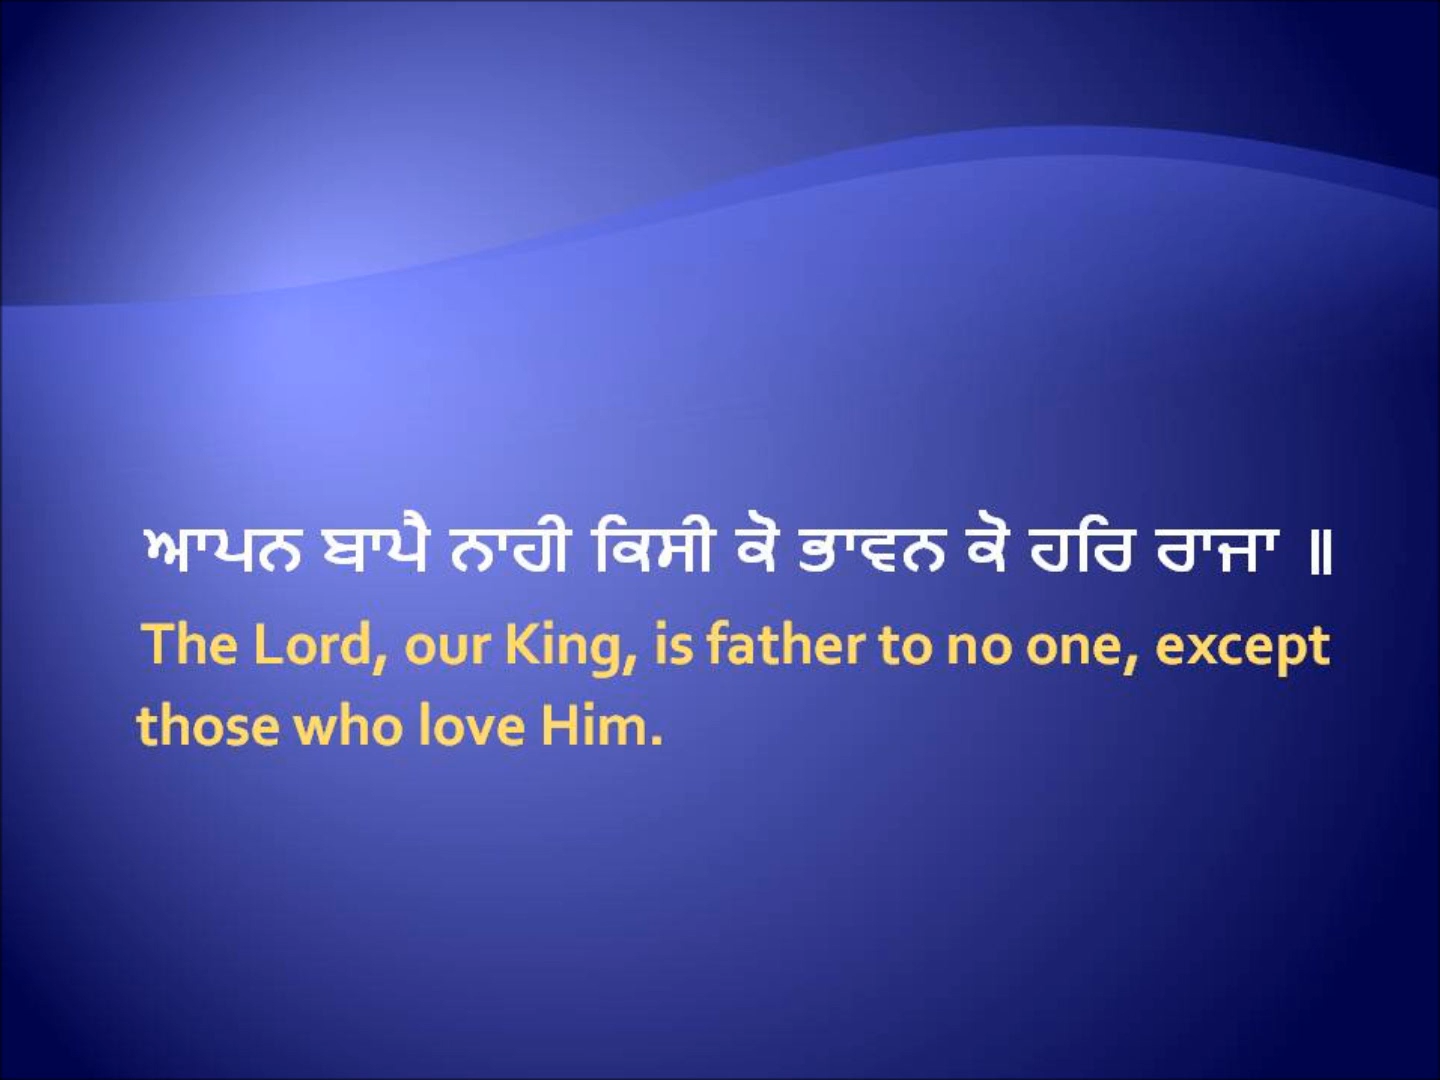 ਆਪਨ ਬਾਪੈ ਨਾਹੀ ਕਿਸੀ ਕੋ ਭਾਵਨ ਕੋ ਹਰਿ ਰਾਜਾ ॥
The Lord, our King, is father to no one, except
those who love Him.